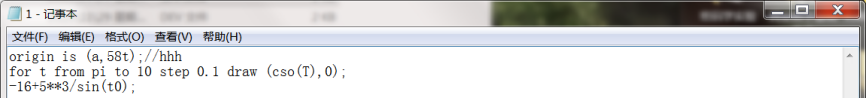 1 - 记事本
文件(F) 编辑(E) 格式(O) 查看(V) 帮助(H)
origin is (a,58t);//hhh
for t from pi to 10 step 0.1 draw (cso(T),0);
-16+5**3/sin(t0);